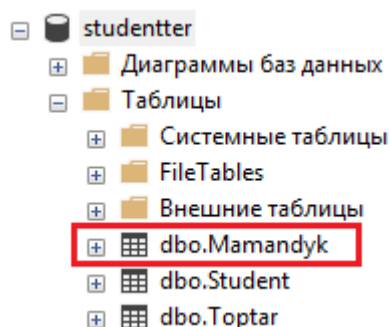 studentter
Диаграммы баз данных
Таблицы
Системные таблицы
FileTables
Внешние таблицы
dbo.Mamandyk
dbo.Student
dbo.Toptar